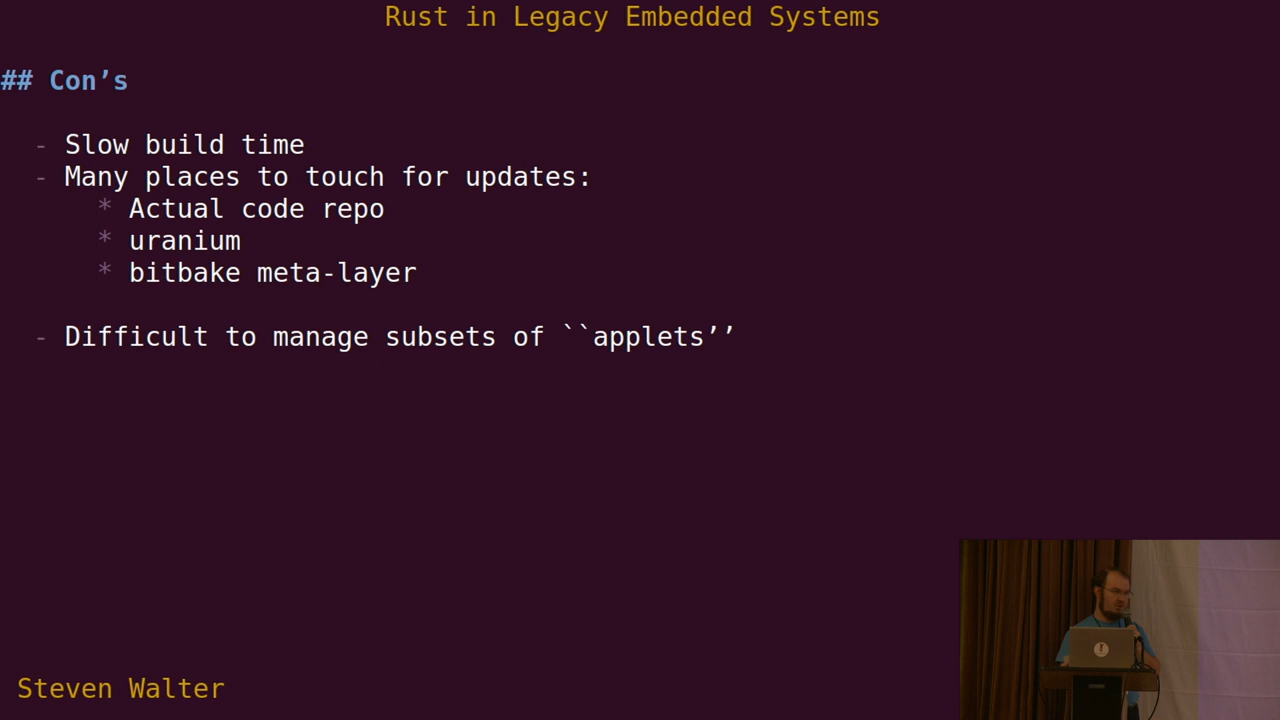 Rust in Legacy Embedded Systems
## Con’s
- Slow build time
- Many places to touch for updates:
* Actual code repo
* uranium
* bitbake meta-layer
- Difficult to manage subsets of ``applets’’
Steven Walter